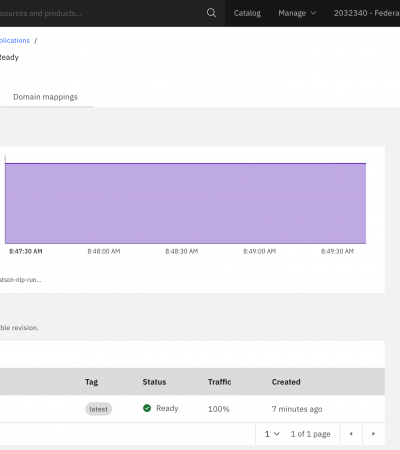 sources and products... Catalog Manage 2032340 - Federa
plications /
Ready
Domain mappings
8:47:30 AM 8:48:00 AM 8:48:30 AM 8:49:00 AM 8:49:30 AM
atson-nlp-run...
ble revision.
Tag Status Traffic Created
latest Ready 100% 7 minutes ago
1 1 of 1 page